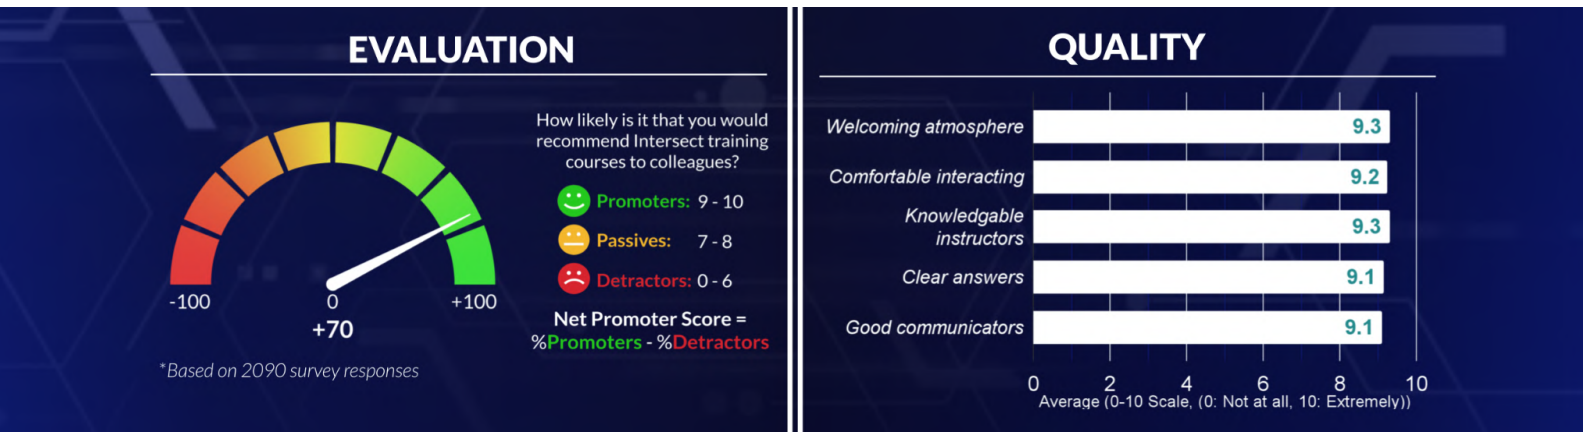 EVALUATION
How likely is it that you would
recommend Intersect training
courses to colleagues?
Promoters: 9 - 10
Passives: 7 - 8
Detractors: 0 - 6
Net Promoter Score =
%Promoters - %Detractors
-100
0
+100
+70
*Based on 2090 survey responses
QUALITY
Welcoming atmosphere 9.3
Comfortable interacting 9.2
Knowledgable
instructors 9.3
Clear answers 9.1
Good communicators 9.1
0 2 4 6 8 10
Average (0-10 Scale, (0: Not at all, 10: Extremely))